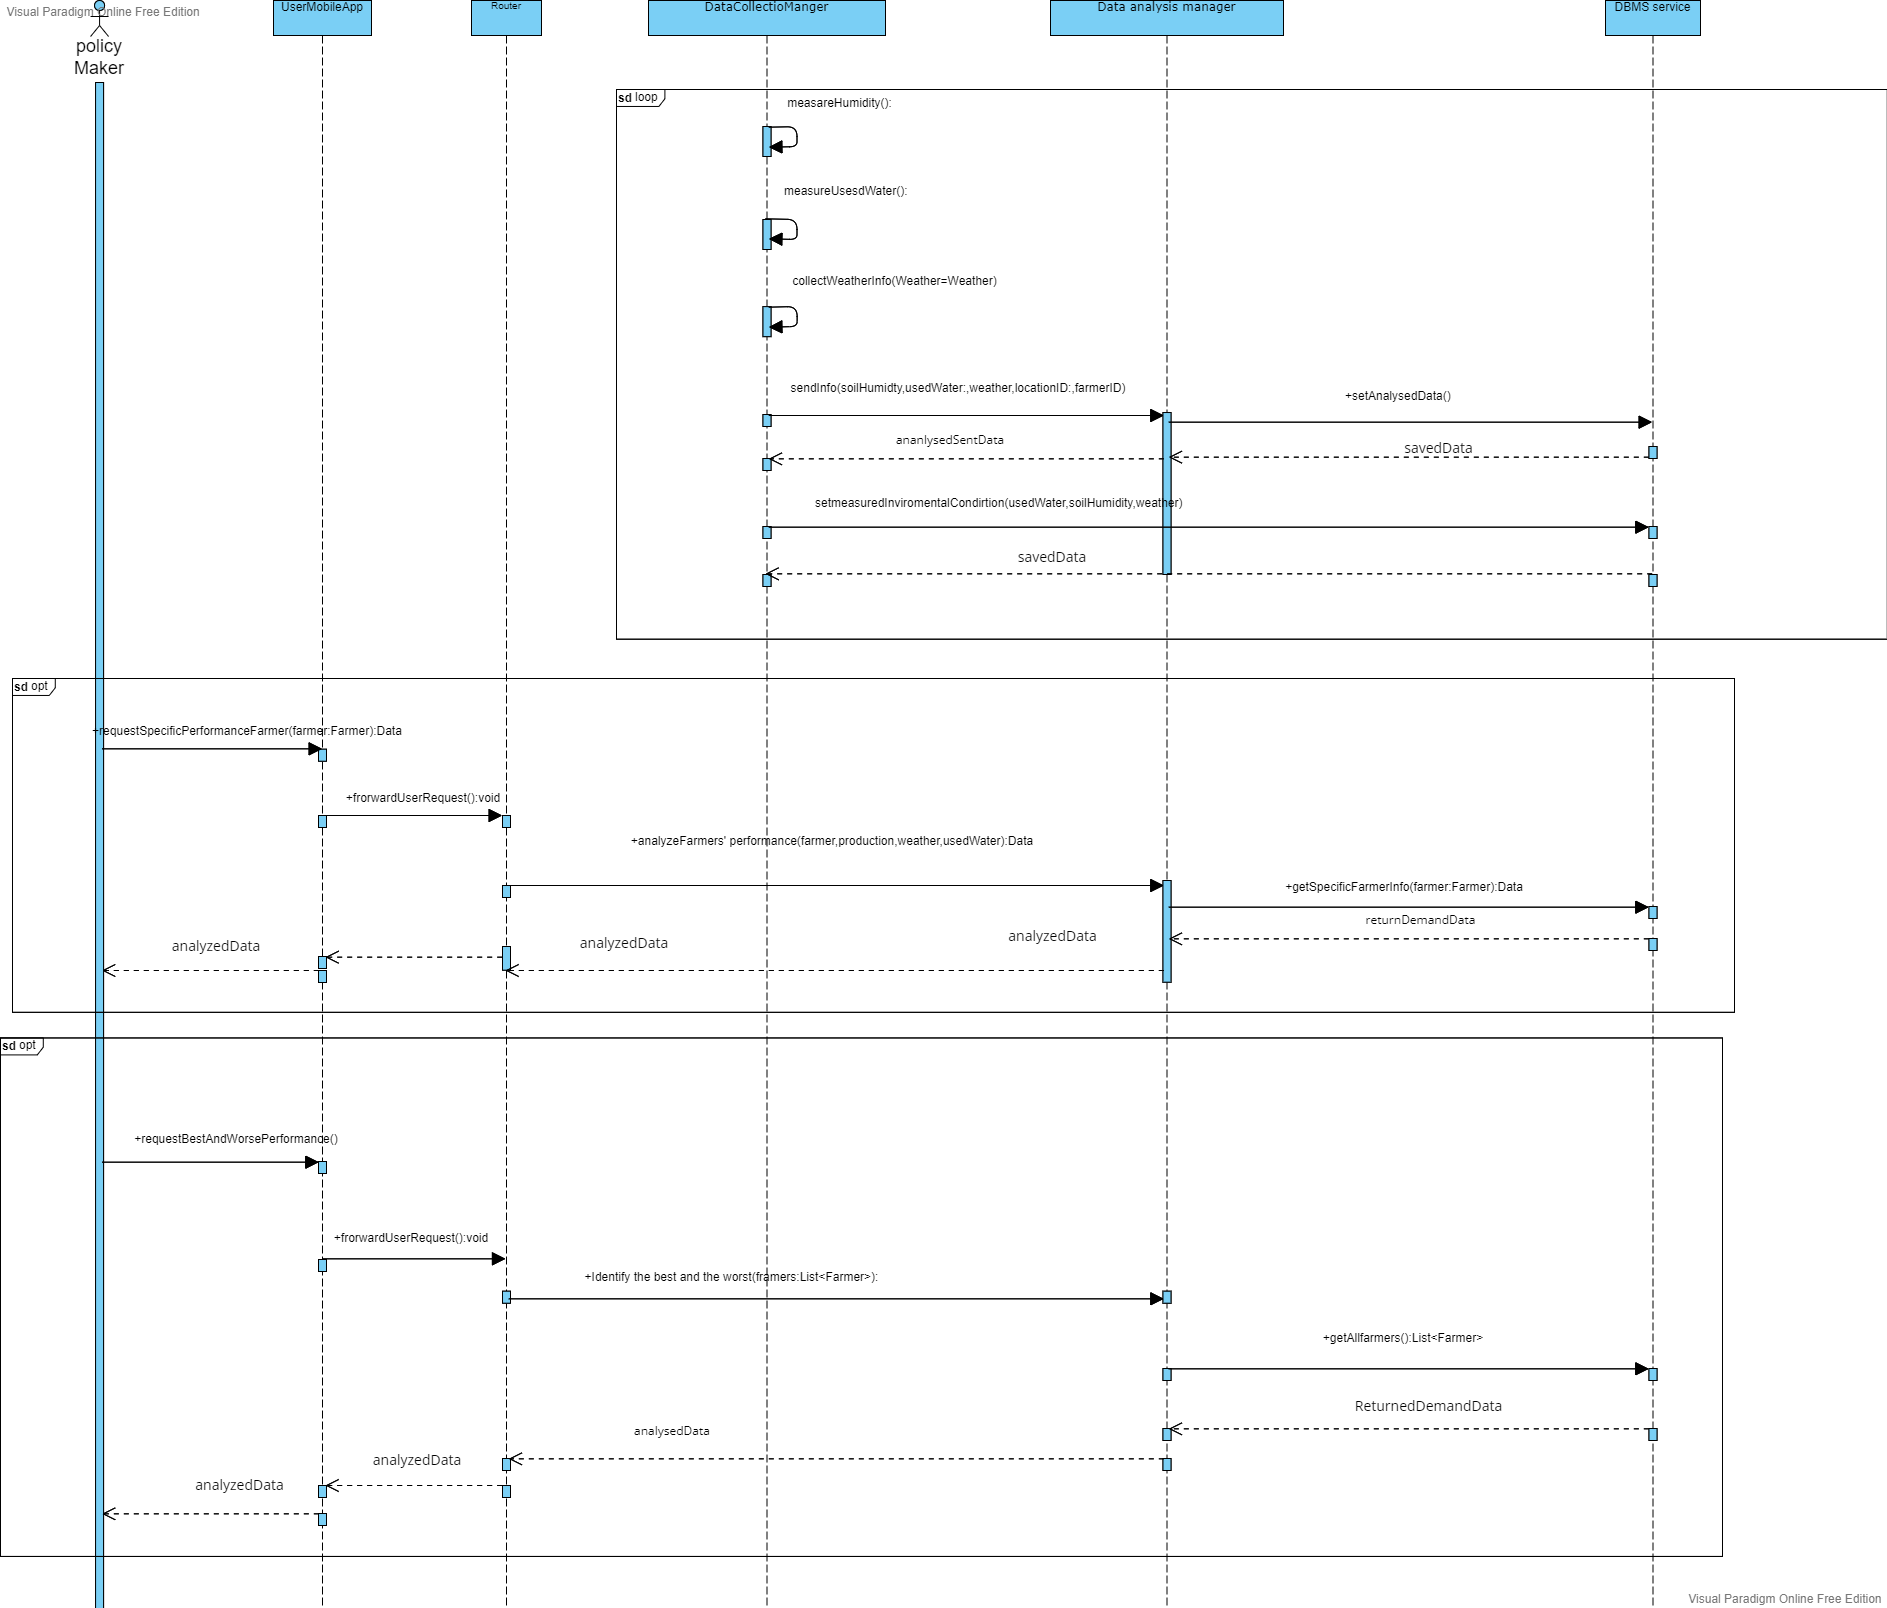 Visual Paradigm Online Free Edition
policy
Maker
UserMobileApp
Router
DataCollectioManger
Data analysis manager
DBMS service
sd loop
measareHumidity():
measureUsesdWater():
collectWeatherInfo(Weather=Weather)
sendInfo(soilHumidty,usedWater:,weather,locationID:,farmerID)
+setAnalysedData()
ananlysedSentData
savedData
setmeasuredInviromentalCondirtion(usedWater,soilHumidity,weather)
savedData
sd opt
+requestSpecificPerformanceFarmer(farmer:Farmer):Data
+frorwardUserRequest():void
+analyzeFarmers' performance(farmer,production,weather,usedWater):Data
+getSpecificFarmerInfo(farmer:Farmer):Data
returnDemandData
analyzedData
analyzedData
analyzedData
sd opt
+requestBestAndWorsePerformance()
+frorwardUserRequest():void
+Identify the best and the worst(framers:List<Farmer>):
+getAllfarmers():List<Farmer>
ReturnedDemandData
analysedData
analyzedData
analyzedData
Visual Paradigm Online Free Edition